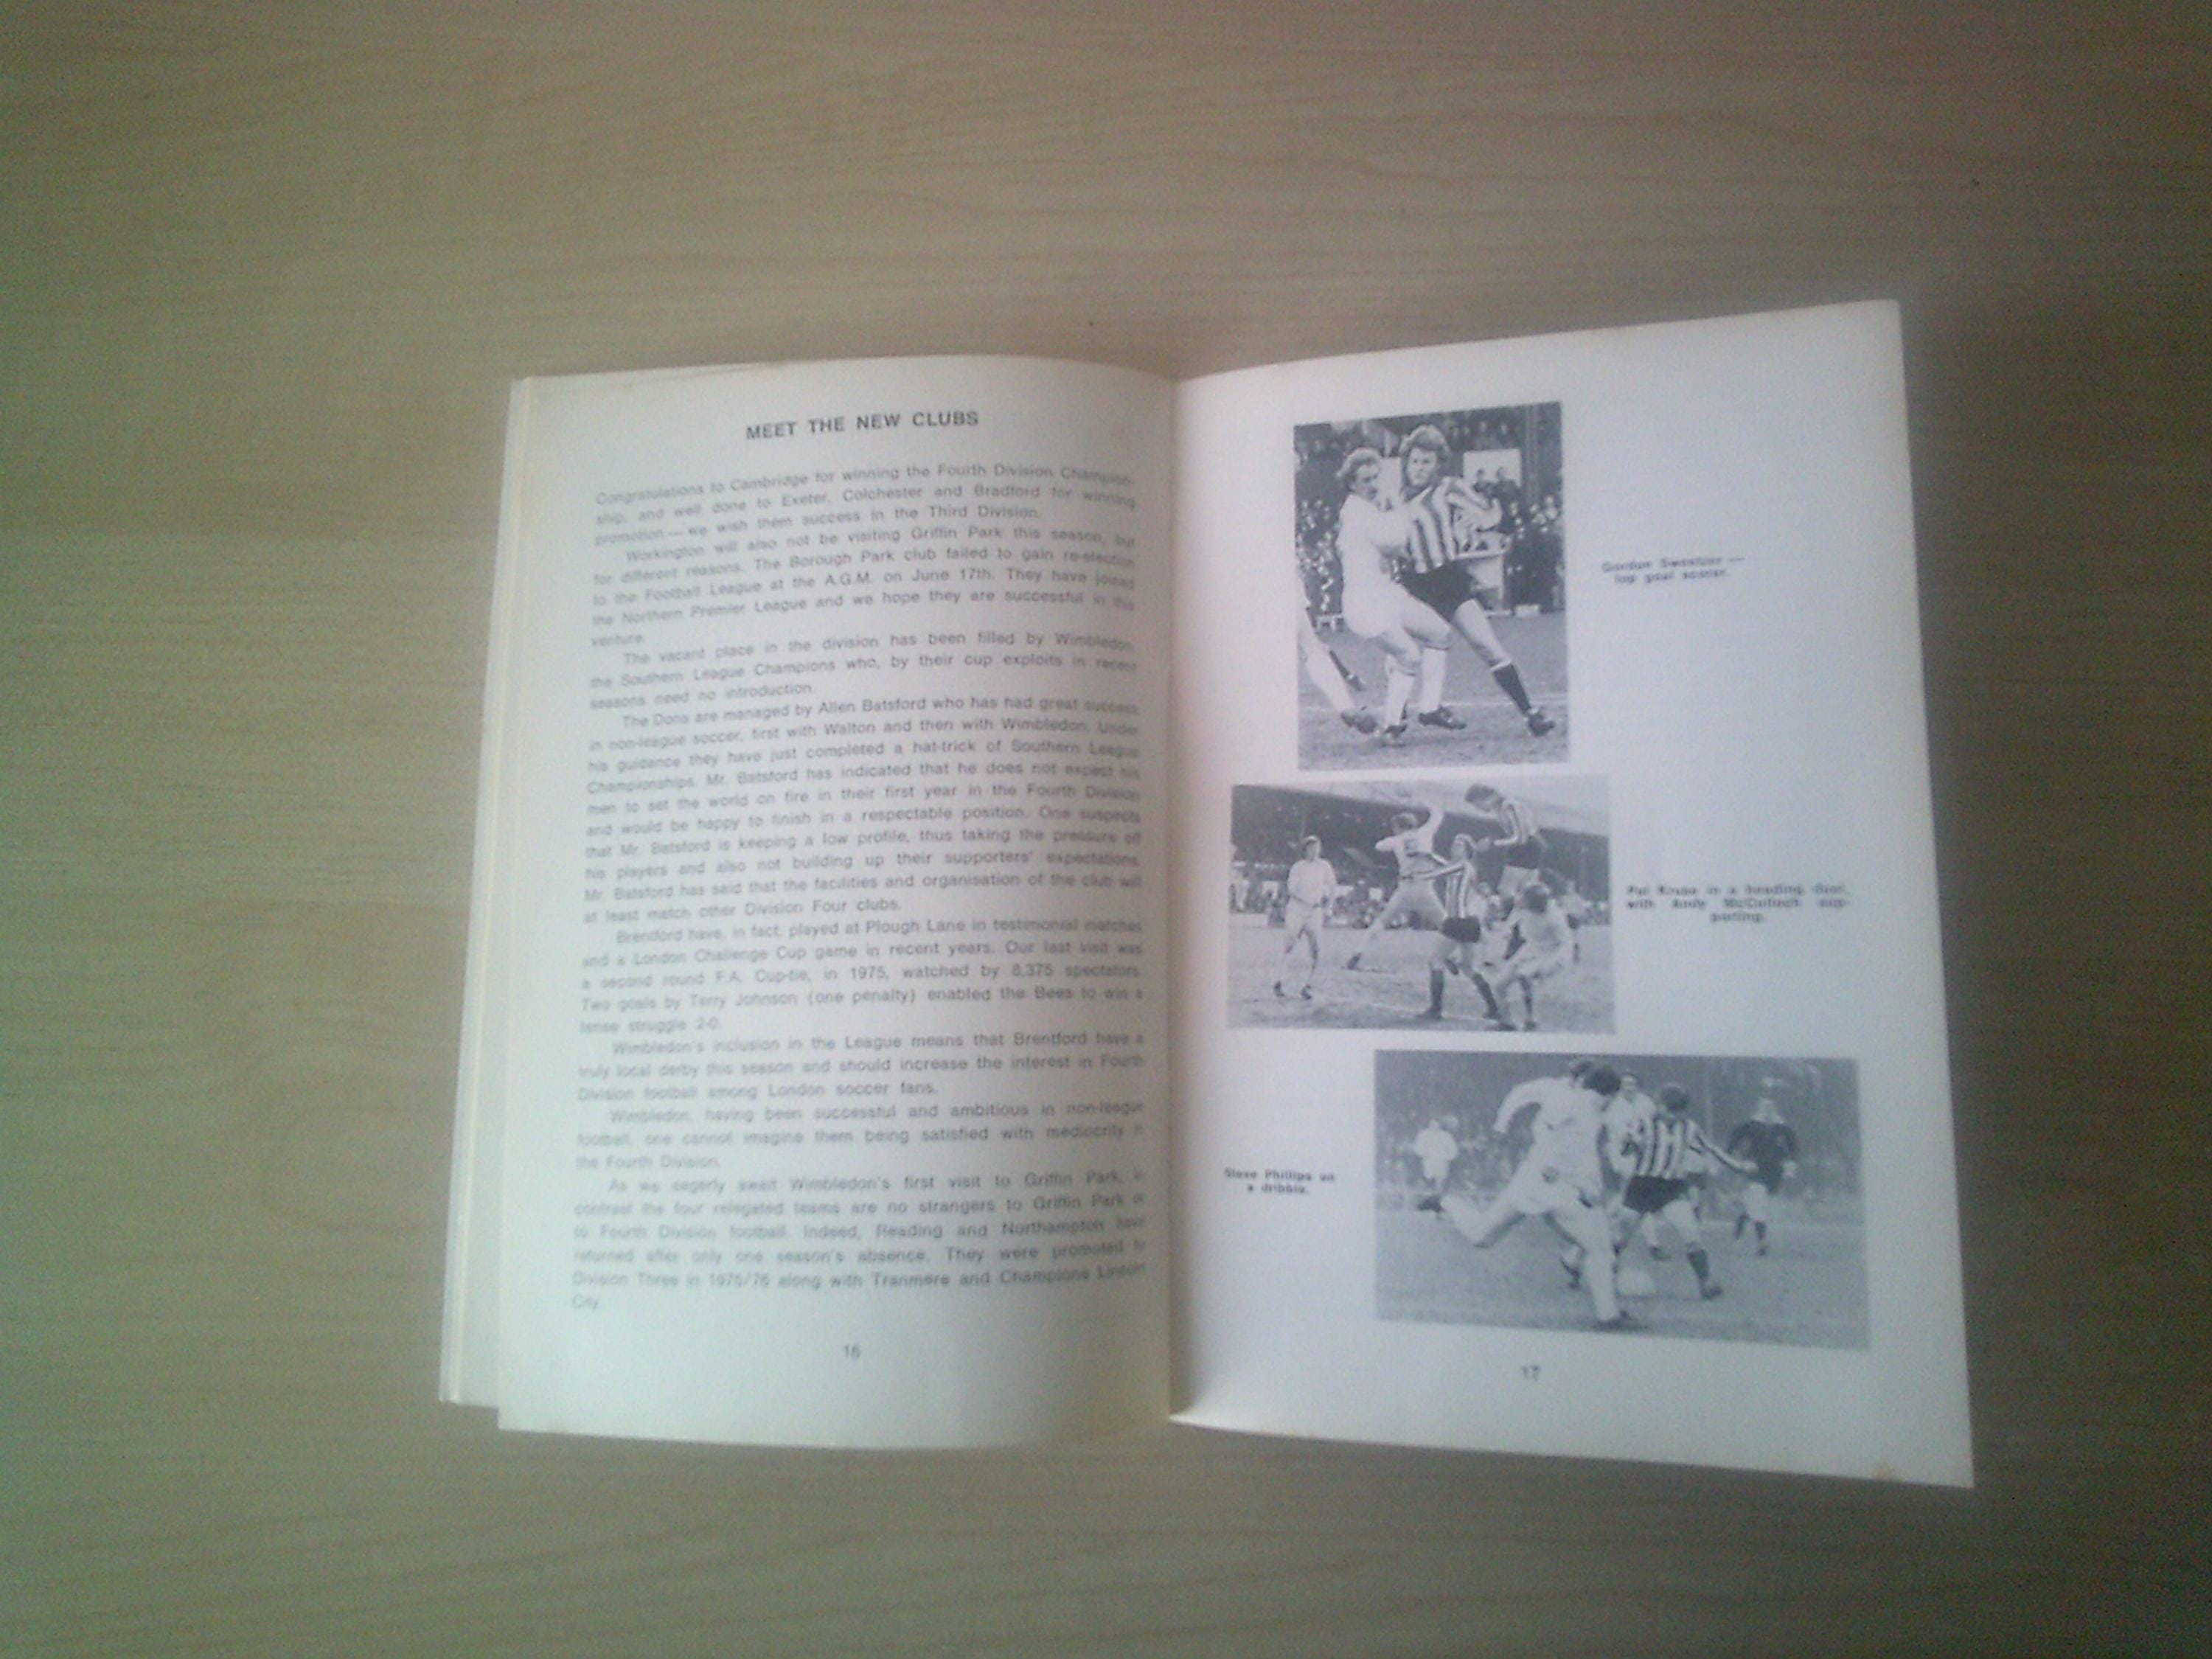 MEET THE NEW CLUBS
Congratulations to Cambridge for winning the Fourth Division Champion-
ship, and well done to Exeter, Colchester and Bradford for winning
promotion — we wish them success in the Third Division.
Workington will also not be visiting Griffin Park this season, but
for different reasons. The Borough Park club failed to gain re-election
to the Football League at the A.G.M. on June 17th. They have joined
the Northern Premier League and we hope they are successful in this
venture.
The vacant place in the division has been filled by Wimbledon,
the Southern League Champions who, by their cup exploits in recent
seasons need no introduction.
The Dons are managed by Allen Batsford who has had great success
in non-league soccer, first with Walton and then with Wimbledon. Under
his guidance they have just completed a hat-trick of Southern League
Championships. Mr. Batsford has indicated that he does not expect his
men to set the world on fire in their first year in the Fourth Division
and would be happy to finish in a respectable position. One suspects
that Mr. Batsford is keeping a low profile, thus taking the pressure off
his players and also not building up their supporters' expectations.
Mr. Batsford has said that the facilities and organisation of the club will
at least match other Division Four clubs.
Brentford have, in fact, played at Plough Lane in testimonial matches
and a London Challenge Cup game in recent years. Our last visit was
a second round F.A. Cup-tie, in 1975, watched by 8,375 spectators.
Two goals by Terry Johnson (one penalty) enabled the Bees to win a
tense struggle 2-0.
Wimbledon's inclusion in the League means that Brentford have a
truly local derby this season and should increase the interest in Fourth
Division football among London soccer fans.
Wimbledon, having been successful and ambitious in non-league
football, one cannot imagine them being satisfied with mediocrity in
the Fourth Division.
As we eagerly await Wimbledon's first visit to Griffin Park, in
contrast the four relegated teams are no strangers to Griffin Park or
to Fourth Division football. Indeed, Reading and Northampton have
returned after only one season's absence. They were promoted to
Division Three in 1975/76 along with Tranmere and Champions Lincoln
City.
16
Gordon Sweetzer —
top goal scorer.
Pat Kruse in a heading duel,
with Andy McCulloch sup-
porting.
Steve Phillips on
a dribble.
17